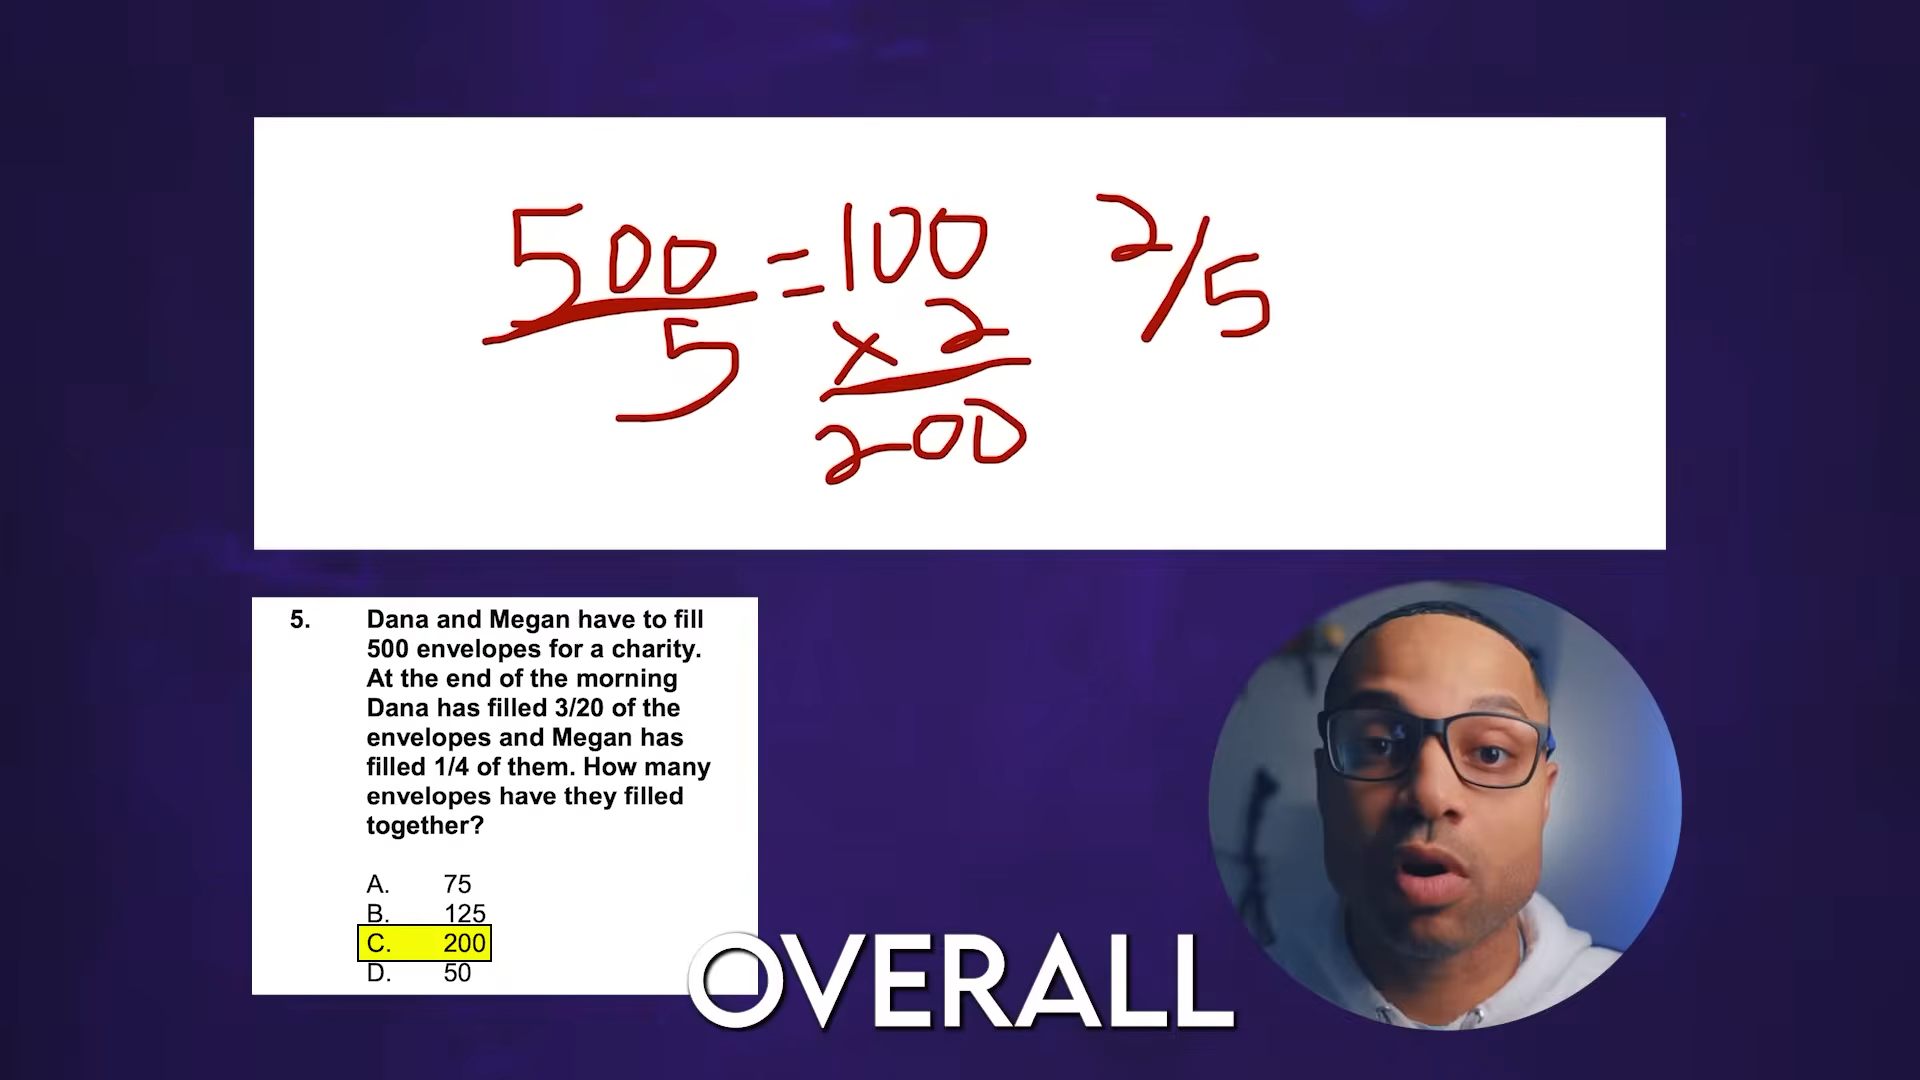 500 = 100 2/5
5 x 2
200
5. Dana and Megan have to fill
500 envelopes for a charity.
At the end of the morning
Dana has filled 3/20 of the
envelopes and Megan has
filled 1/4 of them. How many
envelopes have they filled
together?
A. 75
B. 125
C. 200
D. 50
OVERALL